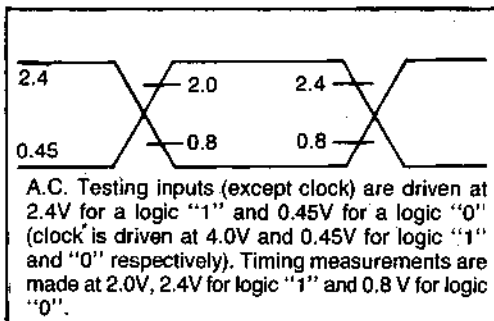 2.4
2.0
2.4
0.8
0.8
0.45
A.C. Testing inputs (except clock) are driven at
2.4V for a logic "1" and 0.45V for a logic "0"
(clock is driven at 4.0V and 0.45V for logic "1"
and "0" respectively). Timing measurements are
made at 2.0V, 2.4V for logic "1" and 0.8 V for logic
"0".